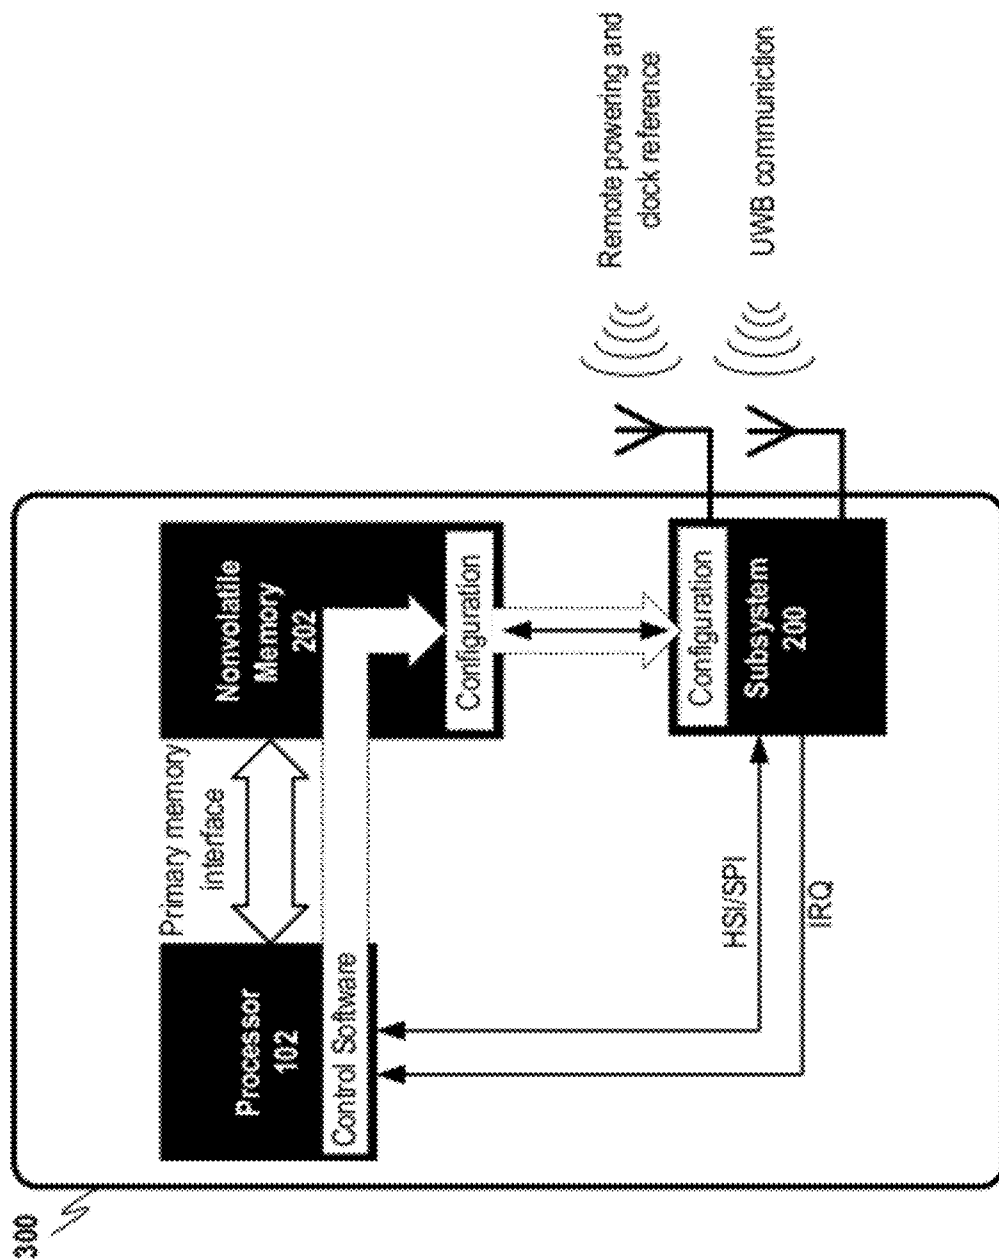 300
Processor
102
Control Software
Primary memory
interface
Nonvolatile
Memory
202
Configuration
HSI/SPI
IRQ
Configuration
Subsystem
200
Remote powering and
clock reference
UWB communiction